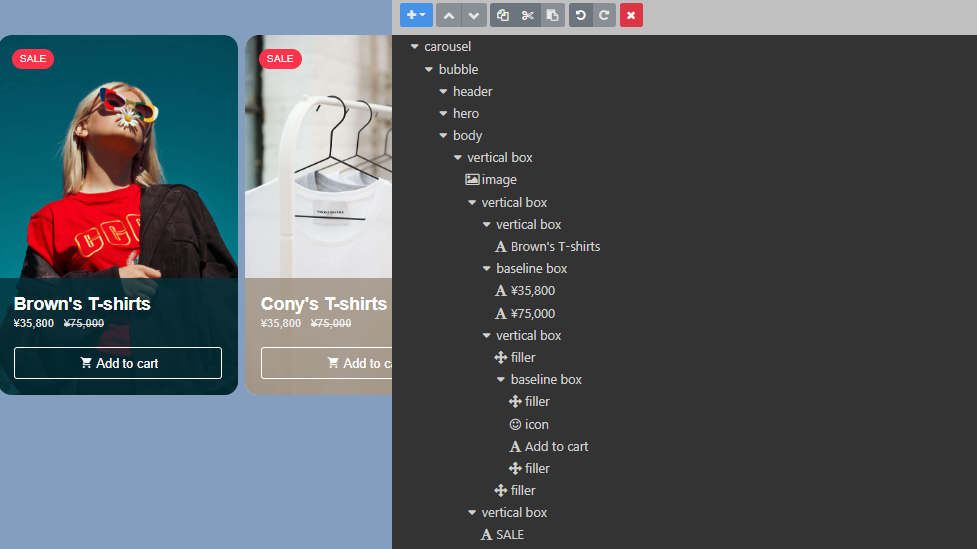 SALE
SALE
Brown's T-shirts
¥35,800 ¥75,000
Add to cart
Cony's T-shirts
¥35,800 ¥75,000
Add to ca
carousel
bubble
header
hero
body
vertical box
image
vertical box
vertical box
Brown's T-shirts
baseline box
¥35,800
¥75,000
vertical box
filler
baseline box
filler
icon
Add to cart
filler
filler
vertical box
SALE